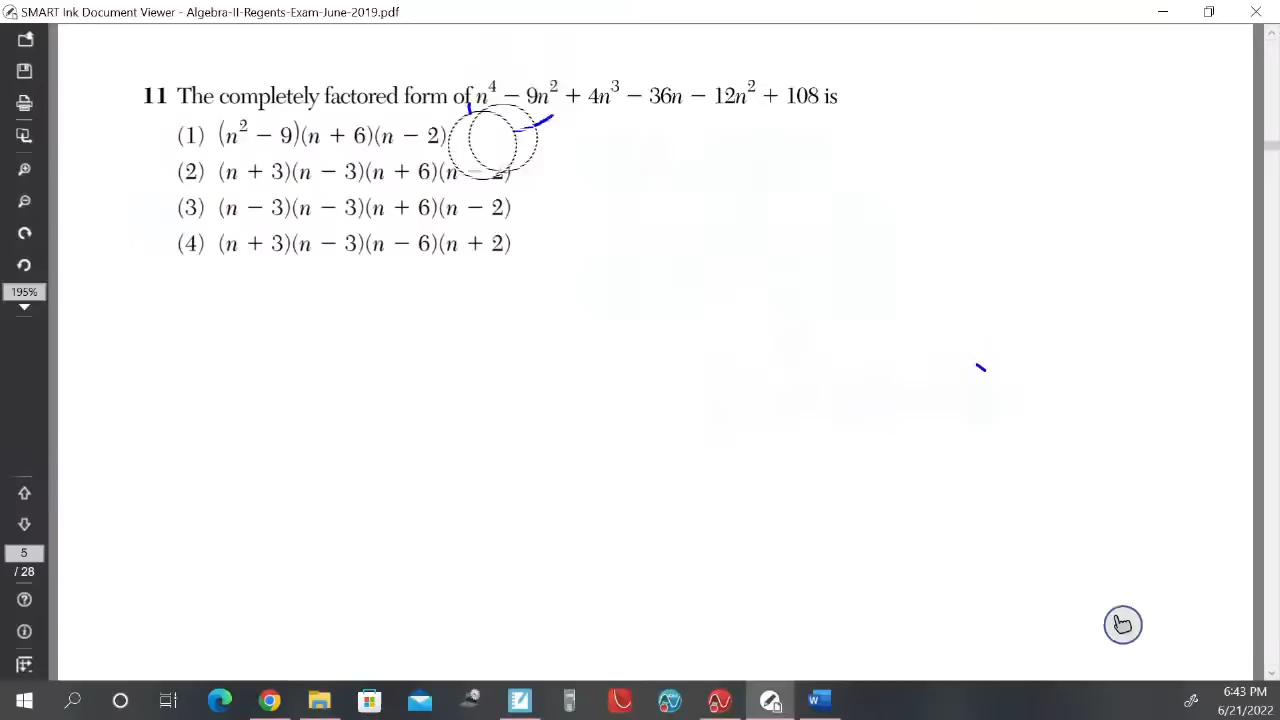 SMART Ink Document Viewer - Algebra-II-Regents-Exam-June-2019.pdf
11 The completely factored form of n⁴ − 9n² + 4n³ − 36n − 12n² + 108 is
(1) (n² − 9)(n + 6)(n − 2)
(2) (n + 3)(n − 3)(n + 6)(n − 2)
(3) (n − 3)(n − 3)(n + 6)(n − 2)
(4) (n + 3)(n − 3)(n − 6)(n + 2)
195%
5
/ 28
6:43 PM
6/21/2022